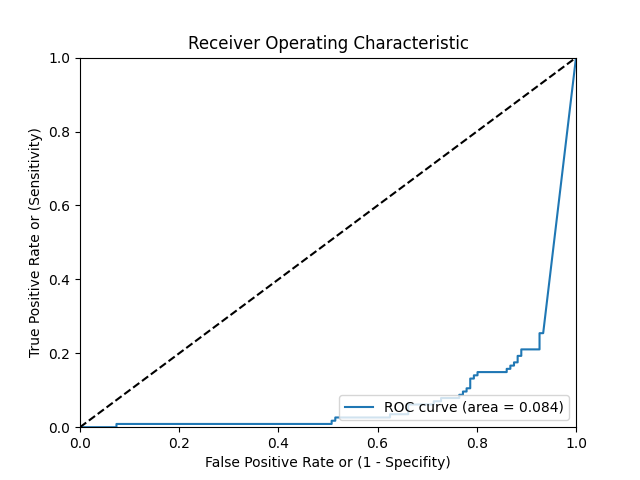 Receiver Operating Characteristic
1.0
0.8
0.6
0.4
0.2
0.0
True Positive Rate or (Sensitivity)
ROC curve (area = 0.084)
0.0 0.2 0.4 0.6 0.8 1.0
False Positive Rate or (1 - Specifity)